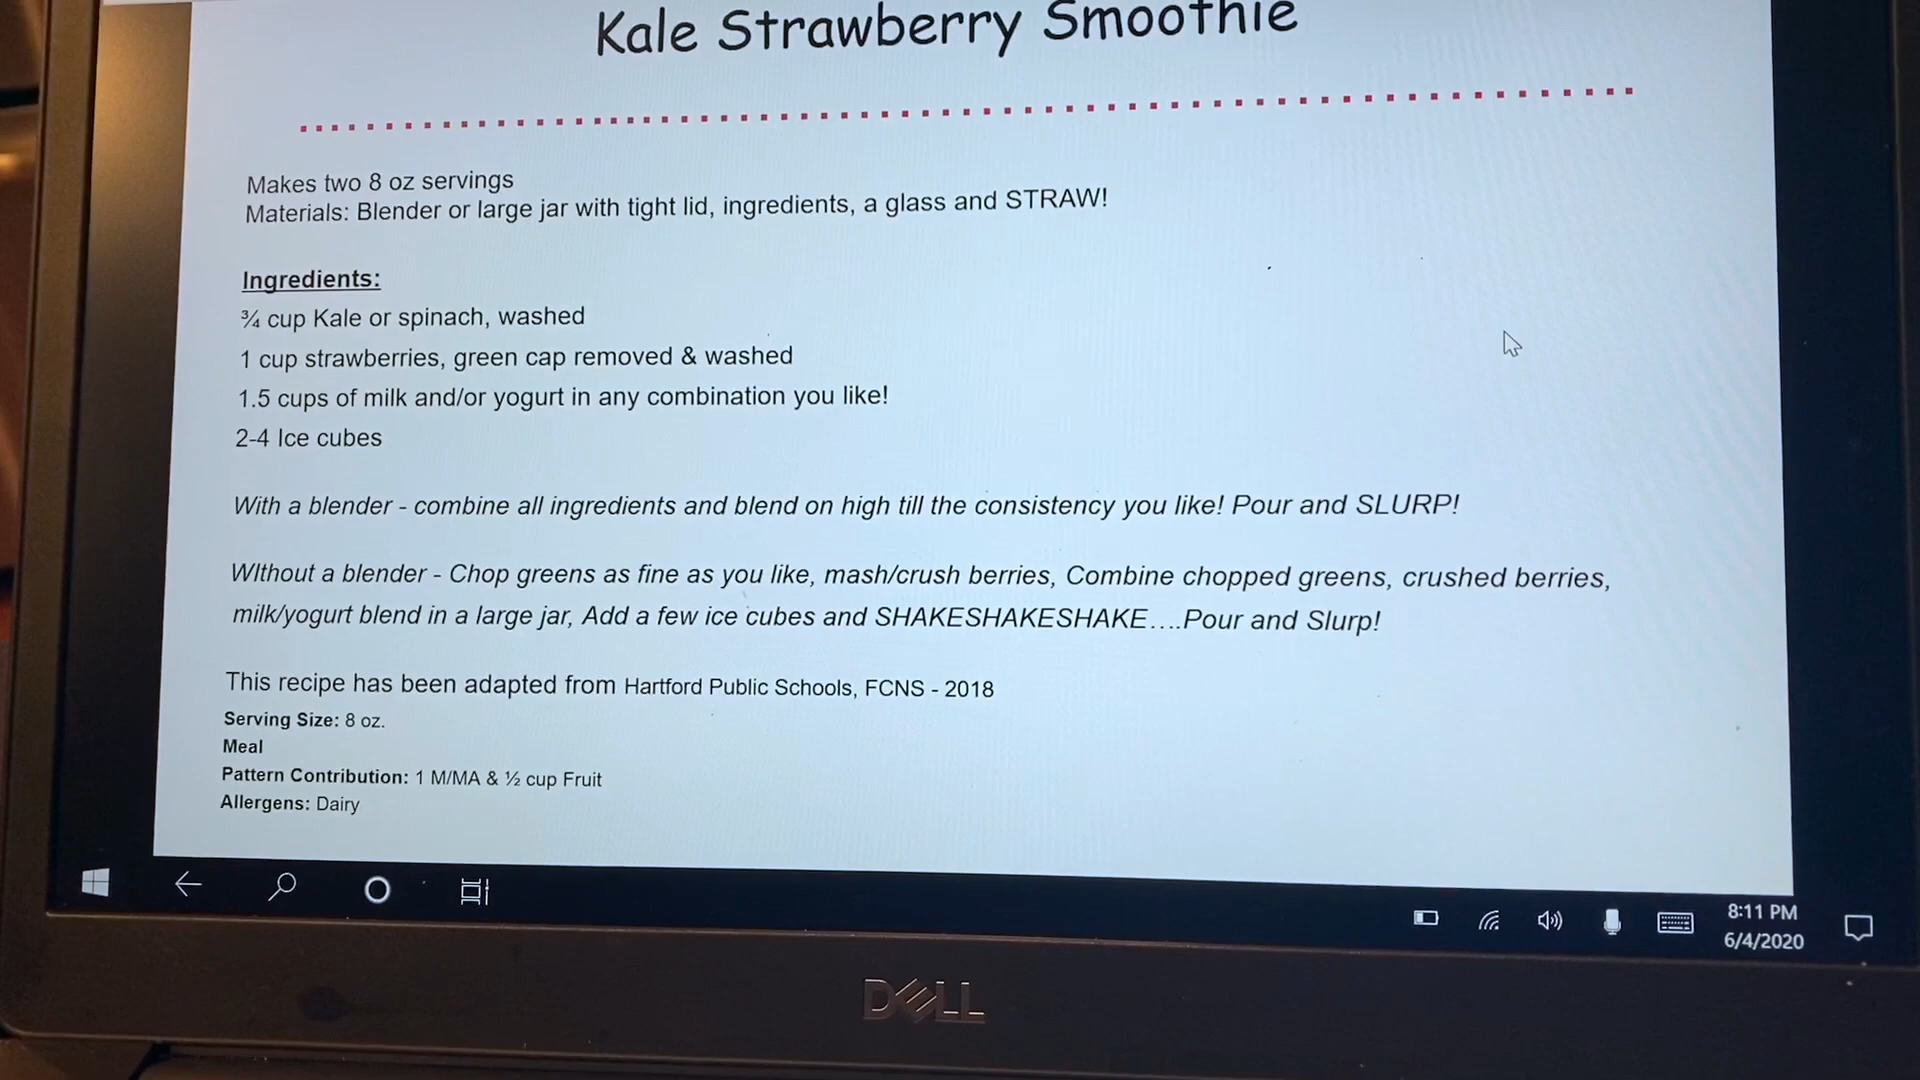 Kale Strawberry Smoothie
Makes two 8 oz servings
Materials: Blender or large jar with tight lid, ingredients, a glass and STRAW!
Ingredients:
¾ cup Kale or spinach, washed
1 cup strawberries, green cap removed & washed
1.5 cups of milk and/or yogurt in any combination you like!
2-4 Ice cubes
With a blender - combine all ingredients and blend on high till the consistency you like! Pour and SLURP!
WIthout a blender - Chop greens as fine as you like, mash/crush berries, Combine chopped greens, crushed berries,
milk/yogurt blend in a large jar, Add a few ice cubes and SHAKESHAKESHAKE….Pour and Slurp!
This recipe has been adapted from Hartford Public Schools, FCNS - 2018
Serving Size: 8 oz.
Meal
Pattern Contribution: 1 M/MA & ½ cup Fruit
Allergens: Dairy
8:11 PM
6/4/2020
DELL